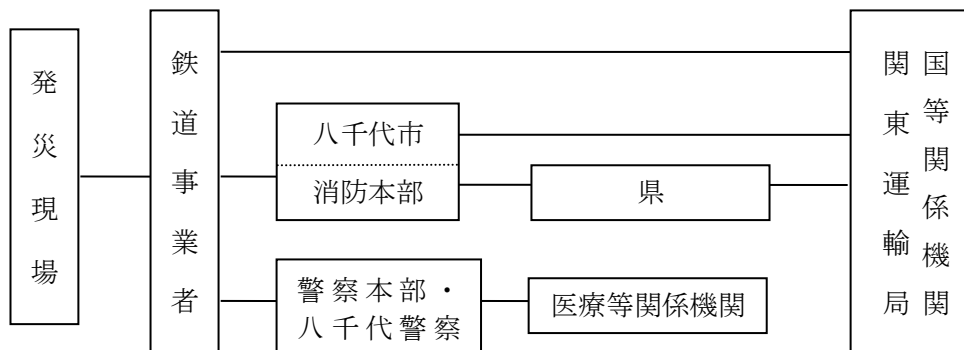 発災現場
鉄道事業者
八千代市
消防本部
県
警察本部・
八千代警察
医療等関係機関
国等関係機関
関東運輸局